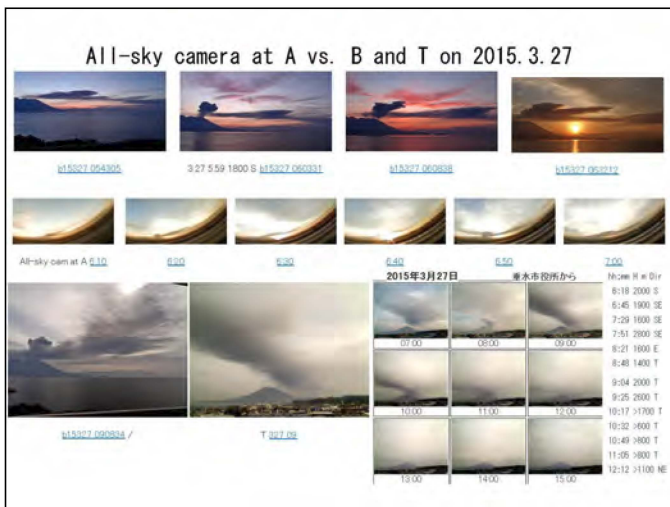 All-sky camera at A vs. B and T on 2015.3.27
b15327.054305
3.27 5:59 1800 S b15327.060331
b15327.060838
b15327.063212
All-sky cam at A 6:10
6:20
6:30
6:40
6:50
7:00
2015年3月27日 垂水市役所から
07:00
08:00
09:00
10:00
11:00
12:00
13:00
14:00
15:00
hh:mm H m Dir
6:18 2000 S
6:45 1900 SE
7:29 1600 SE
7:51 2800 SE
8:21 1600 E
8:48 1400 T
9:04 2000 T
9:25 2600 T
10:17 >1700 T
10:32 >600 T
10:49 >800 T
11:05 >800 T
12:12 >1100 NE
b15327.090834 /
T 327.09